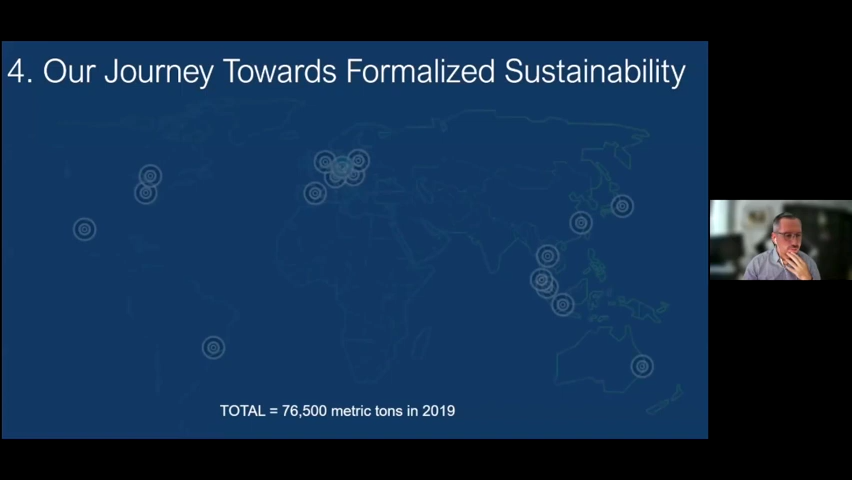 4. Our Journey Towards Formalized Sustainability
TOTAL = 76,500 metric tons in 2019